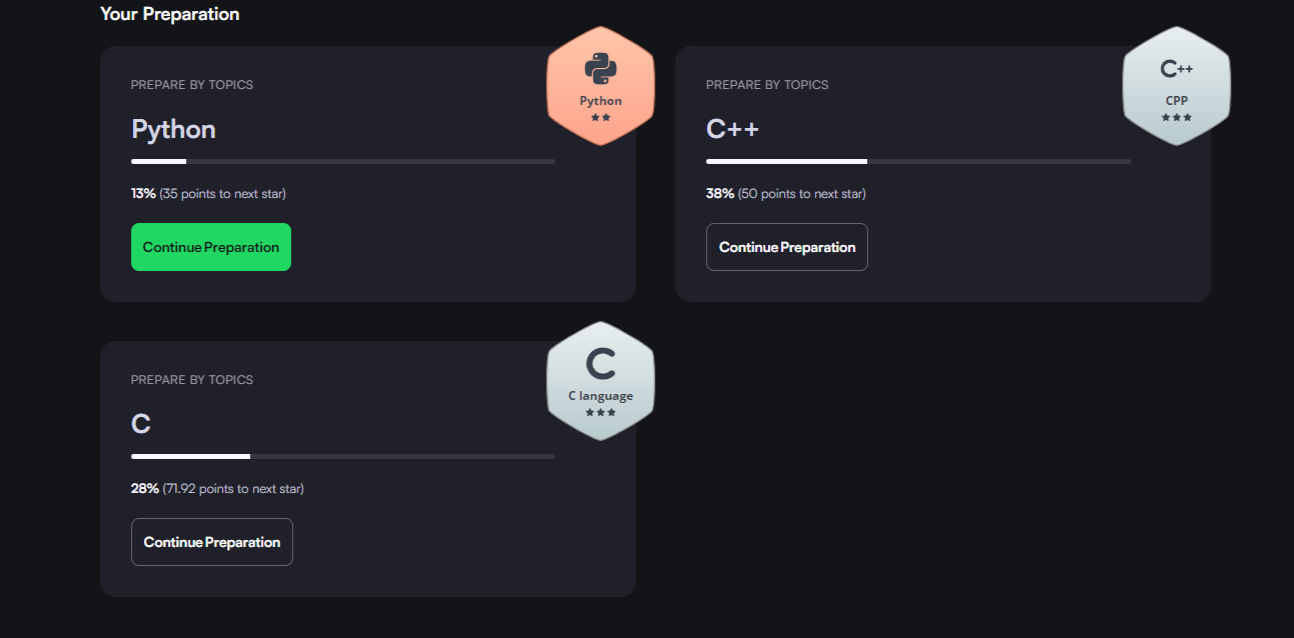 Your Preparation
PREPARE BY TOPICS
Python
13% (35 points to next star)
Continue Preparation
Python
PREPARE BY TOPICS
C++
38% (50 points to next star)
Continue Preparation
C++
CPP
PREPARE BY TOPICS
C
28% (71.92 points to next star)
Continue Preparation
C
C language